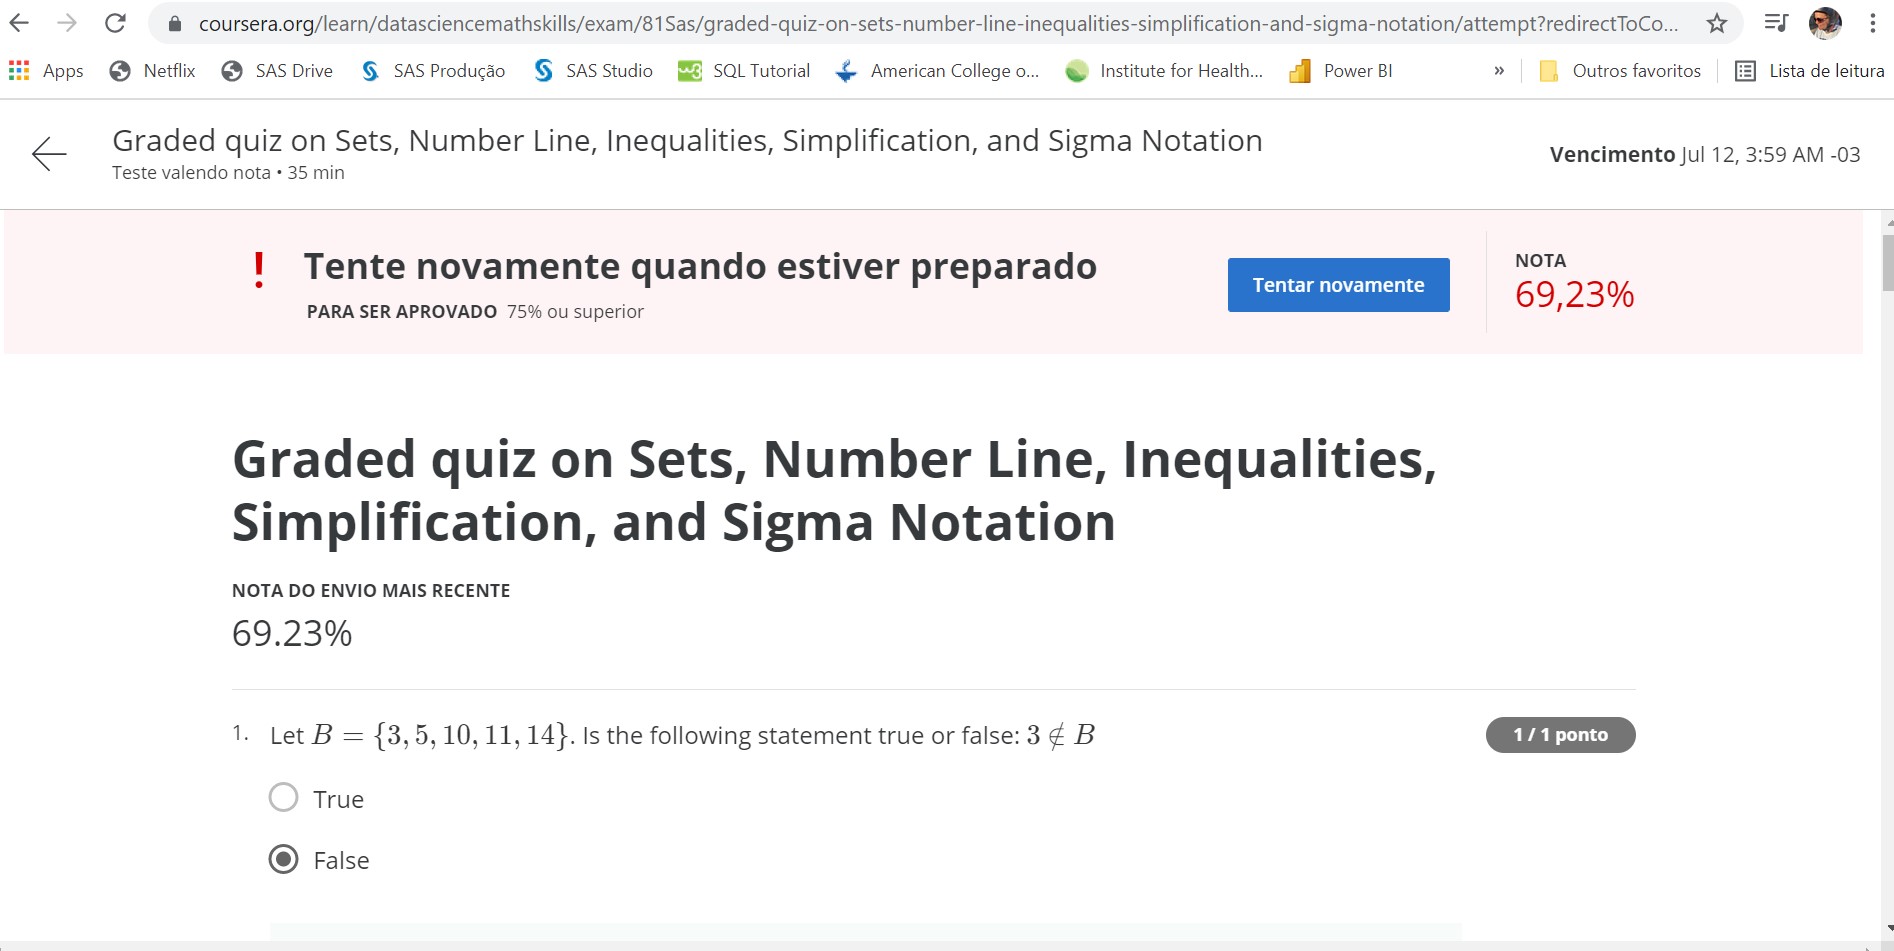 coursera.org/learn/datasciencemathskills/exam/81Sas/graded-quiz-on-sets-number-line-inequalities-simplification-and-sigma-notation/attempt?redirectToCo...
Apps Netflix SAS Drive SAS Produção SAS Studio SQL Tutorial American College o... Institute for Health... Power BI » Outros favoritos Lista de leitura
Graded quiz on Sets, Number Line, Inequalities, Simplification, and Sigma Notation
Teste valendo nota • 35 min
Vencimento Jul 12, 3:59 AM -03
! Tente novamente quando estiver preparado
PARA SER APROVADO 75% ou superior
Tentar novamente
NOTA
69,23%
Graded quiz on Sets, Number Line, Inequalities,
Simplification, and Sigma Notation
NOTA DO ENVIO MAIS RECENTE
69.23%
1. Let B = {3, 5, 10, 11, 14}. Is the following statement true or false: 3 ∉ B
1 / 1 ponto
True
False